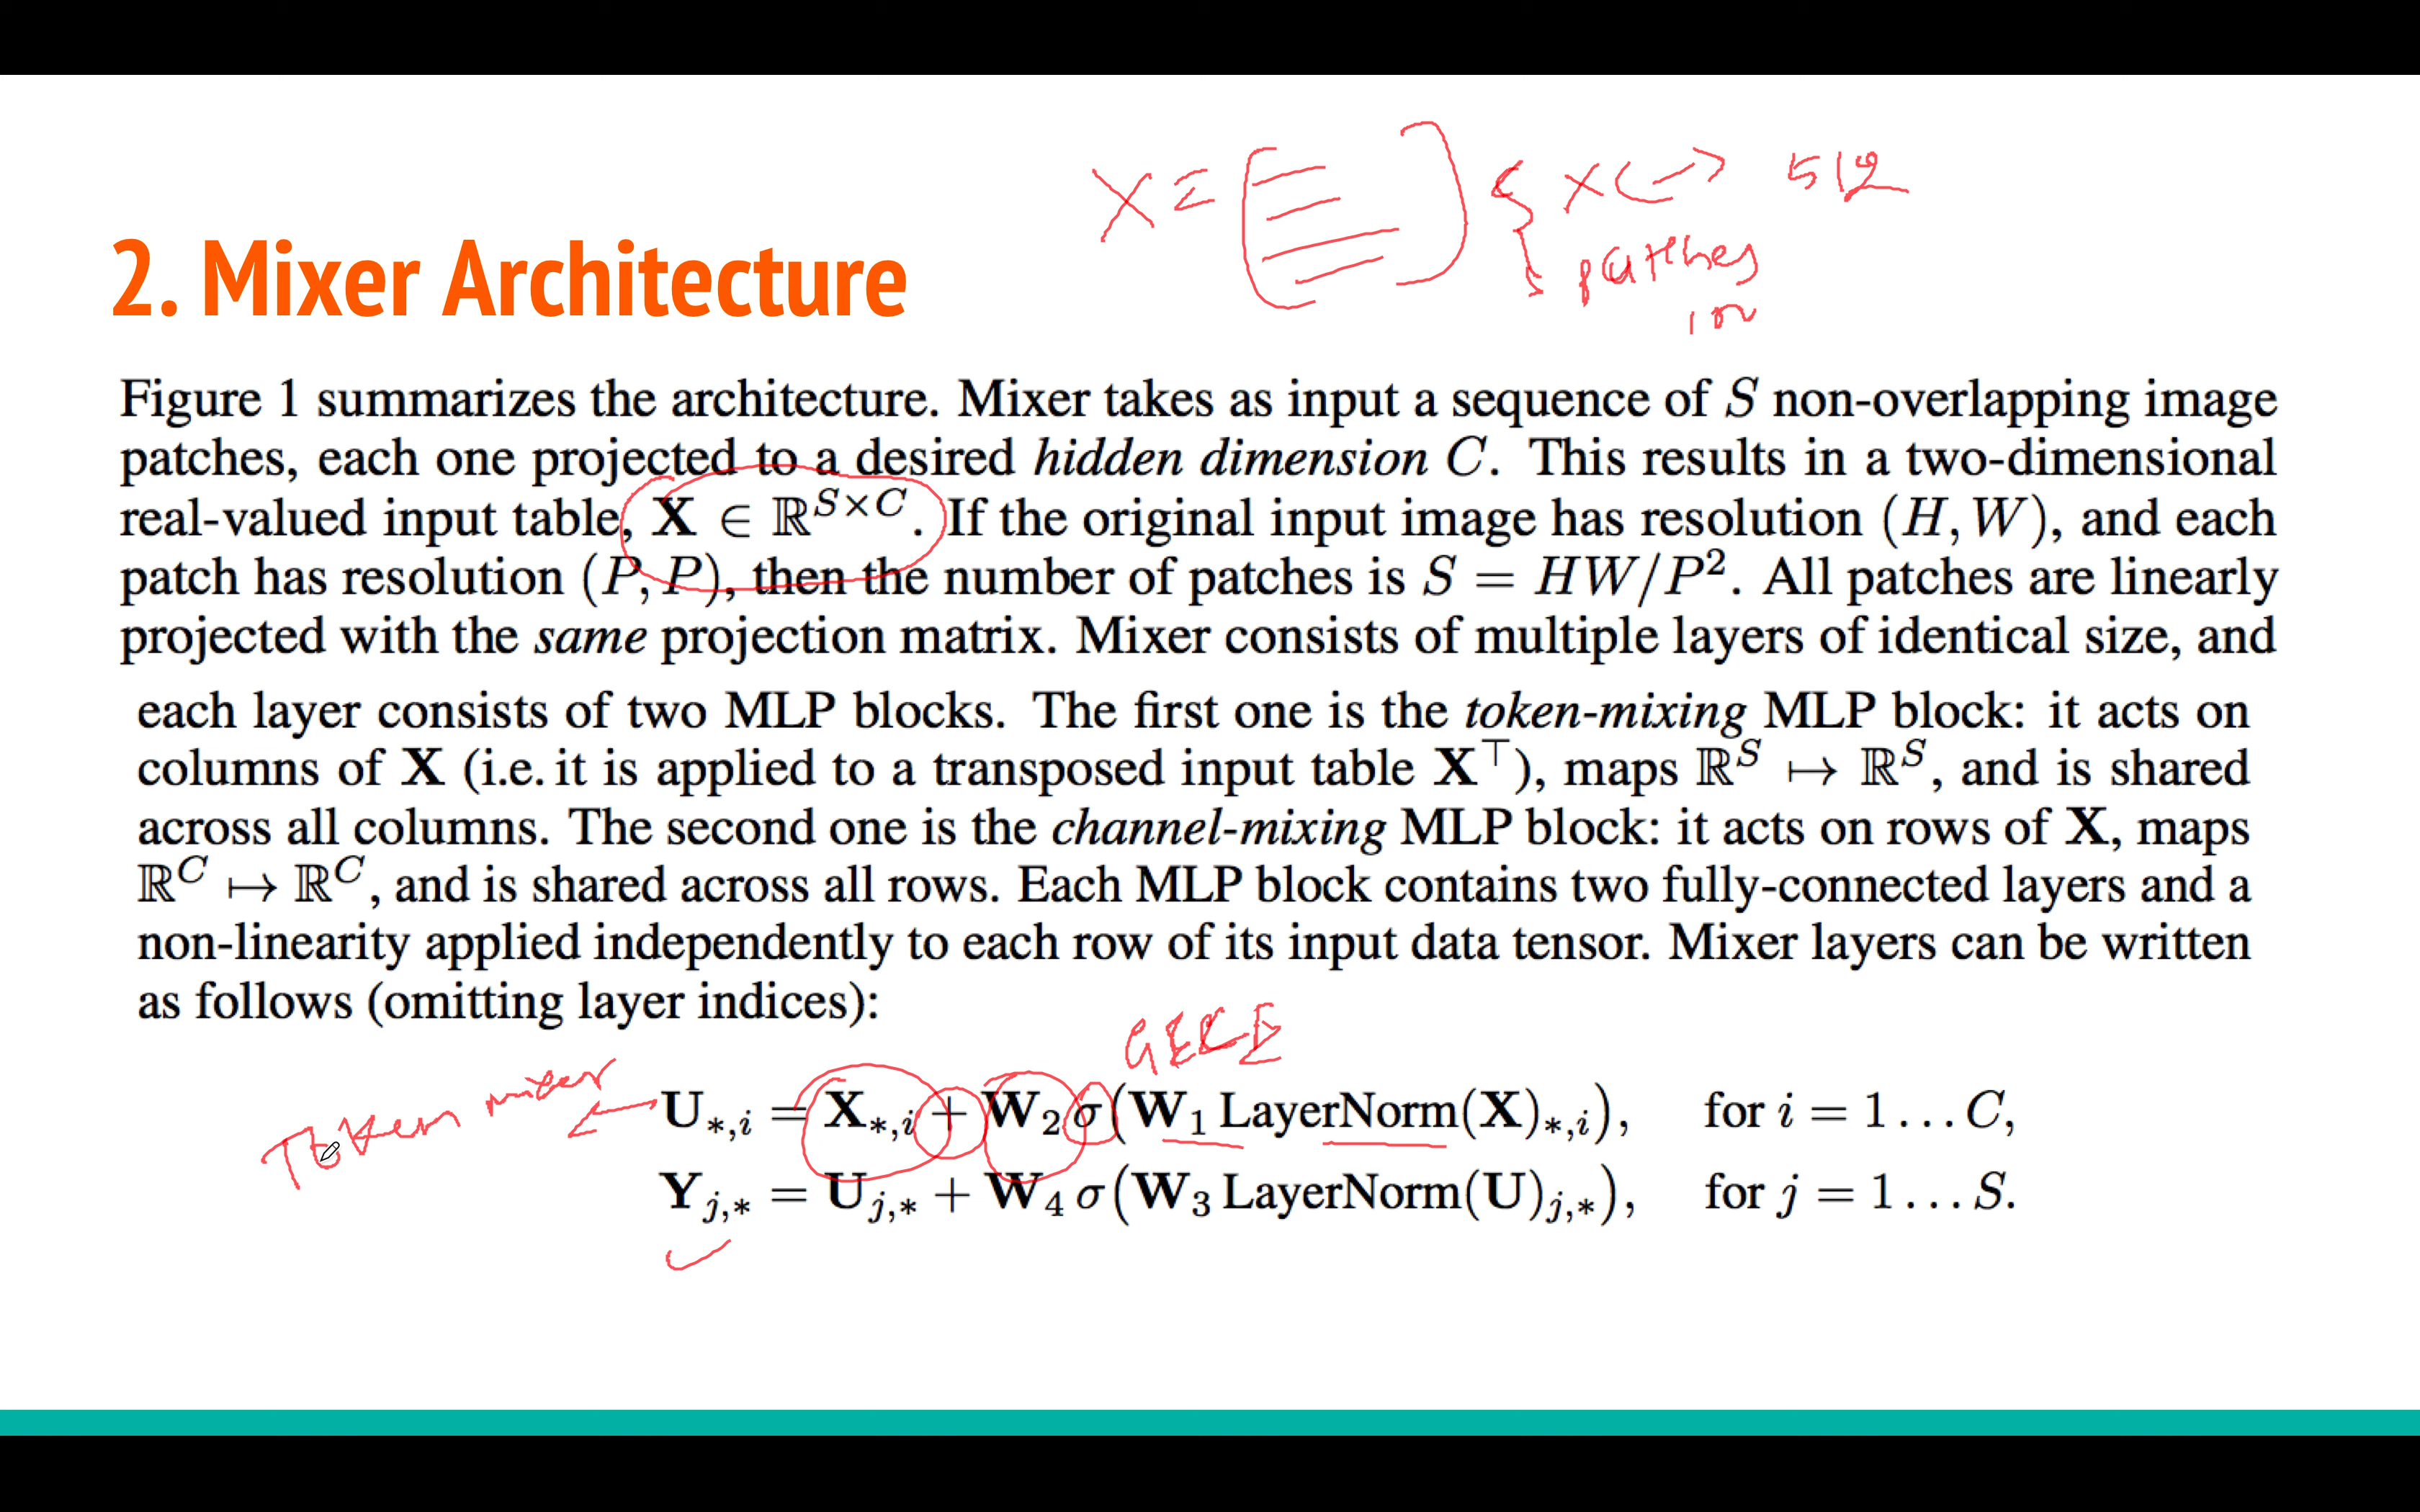 X = [ ] { X <-> 512
patches
2. Mixer Architecture
Figure 1 summarizes the architecture. Mixer takes as input a sequence of S non-overlapping image
patches, each one projected to a desired hidden dimension C. This results in a two-dimensional
real-valued input table, X ∈ ℝ^{S×C}. If the original input image has resolution (H, W), and each
patch has resolution (P, P), then the number of patches is S = HW/P². All patches are linearly
projected with the same projection matrix. Mixer consists of multiple layers of identical size, and
each layer consists of two MLP blocks. The first one is the token-mixing MLP block: it acts on
columns of X (i.e. it is applied to a transposed input table X^⊤), maps ℝ^S ↦ ℝ^S, and is shared
across all columns. The second one is the channel-mixing MLP block: it acts on rows of X, maps
ℝ^C ↦ ℝ^C, and is shared across all rows. Each MLP block contains two fully-connected layers and a
non-linearity applied independently to each row of its input data tensor. Mixer layers can be written
as follows (omitting layer indices):
Token mixer
U_{*,i} = X_{*,i} + W_2 σ(W_1 LayerNorm(X)_{*,i}), for i = 1 … C,
Y_{j,*} = U_{j,*} + W_4 σ(W_3 LayerNorm(U)_{j,*}), for j = 1 … S.